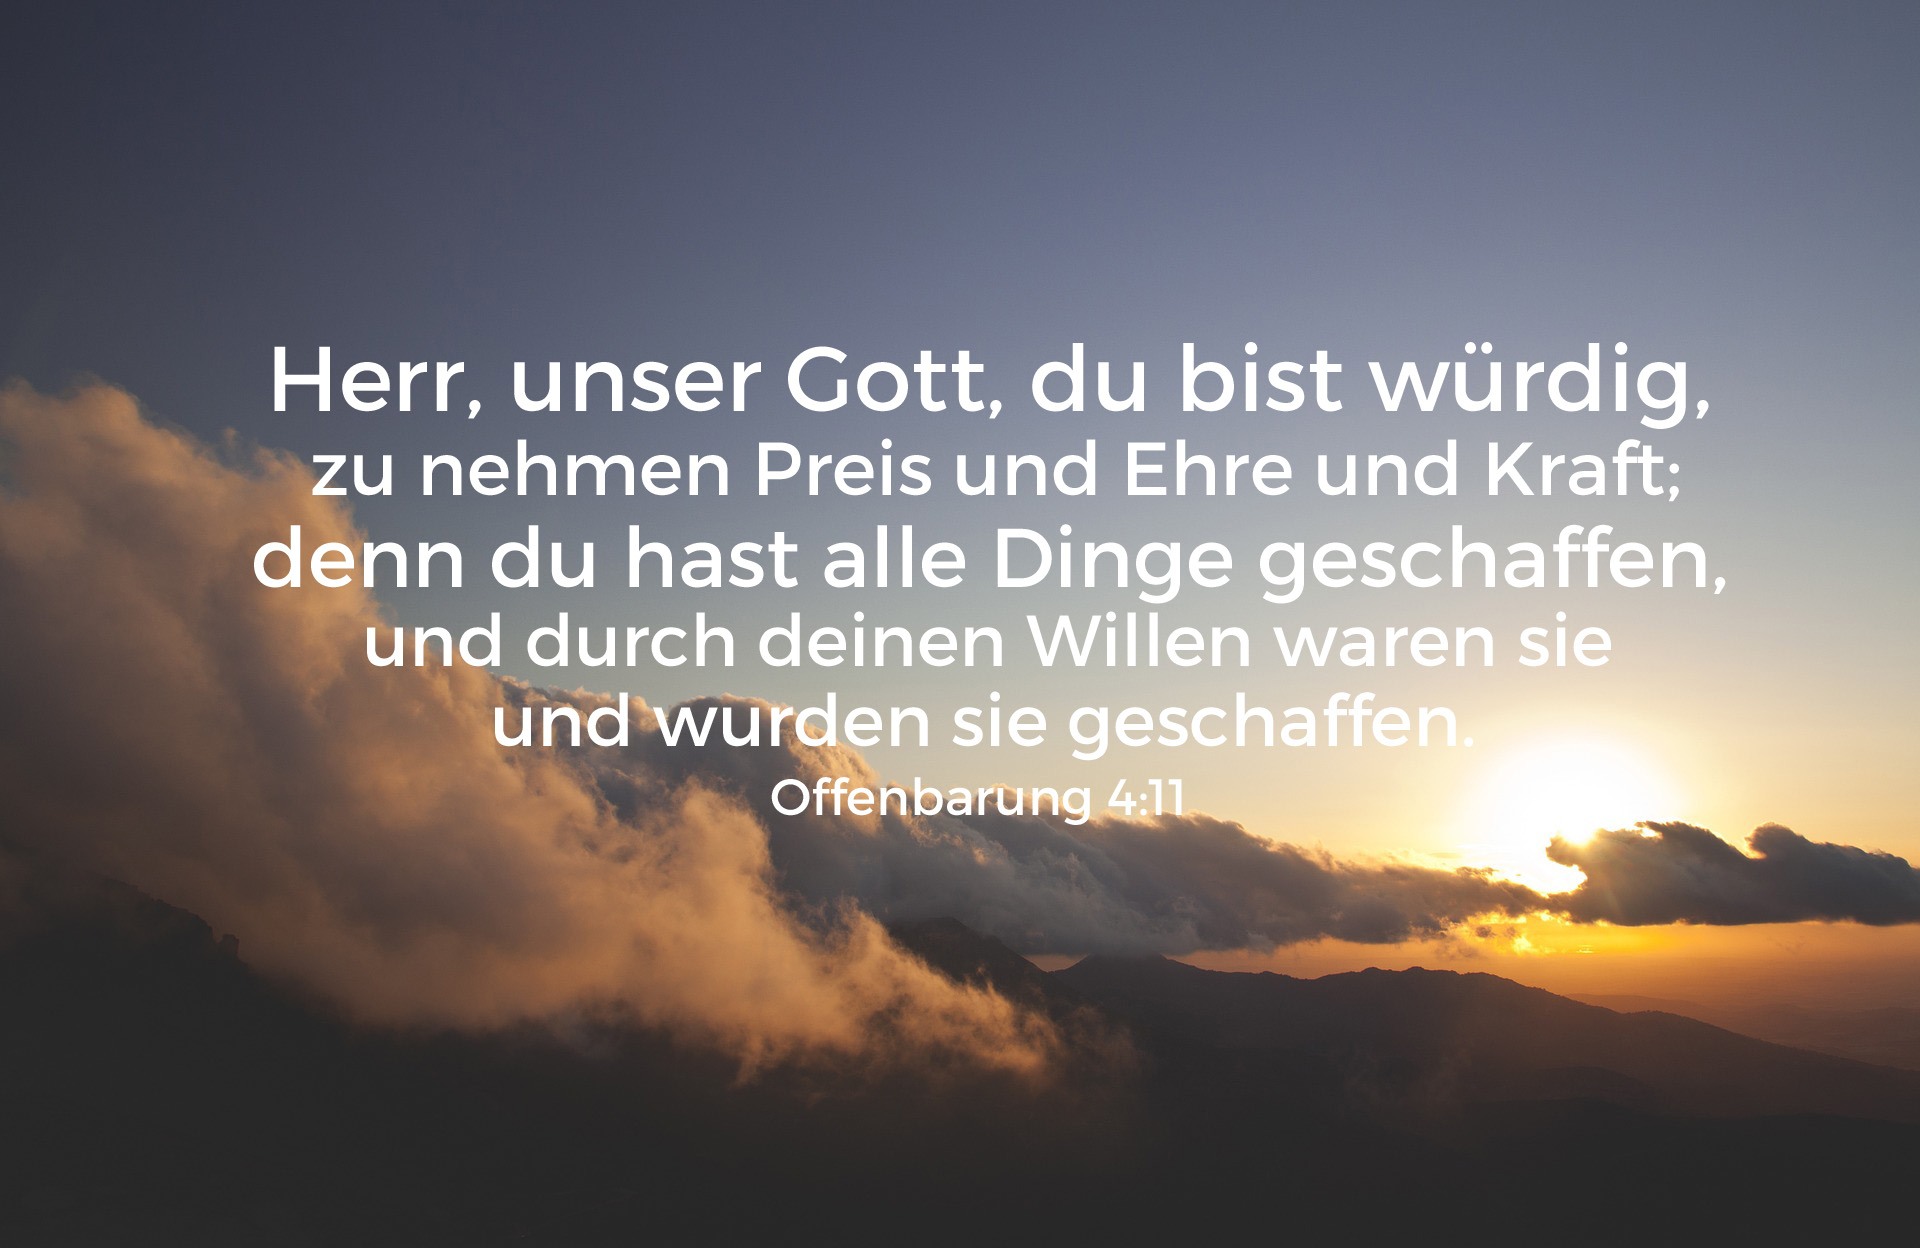 Herr, unser Gott, du bist würdig,
zu nehmen Preis und Ehre und Kraft;
denn du hast alle Dinge geschaffen,
und durch deinen Willen waren sie
und wurden sie geschaffen.
Offenbarung 4:11